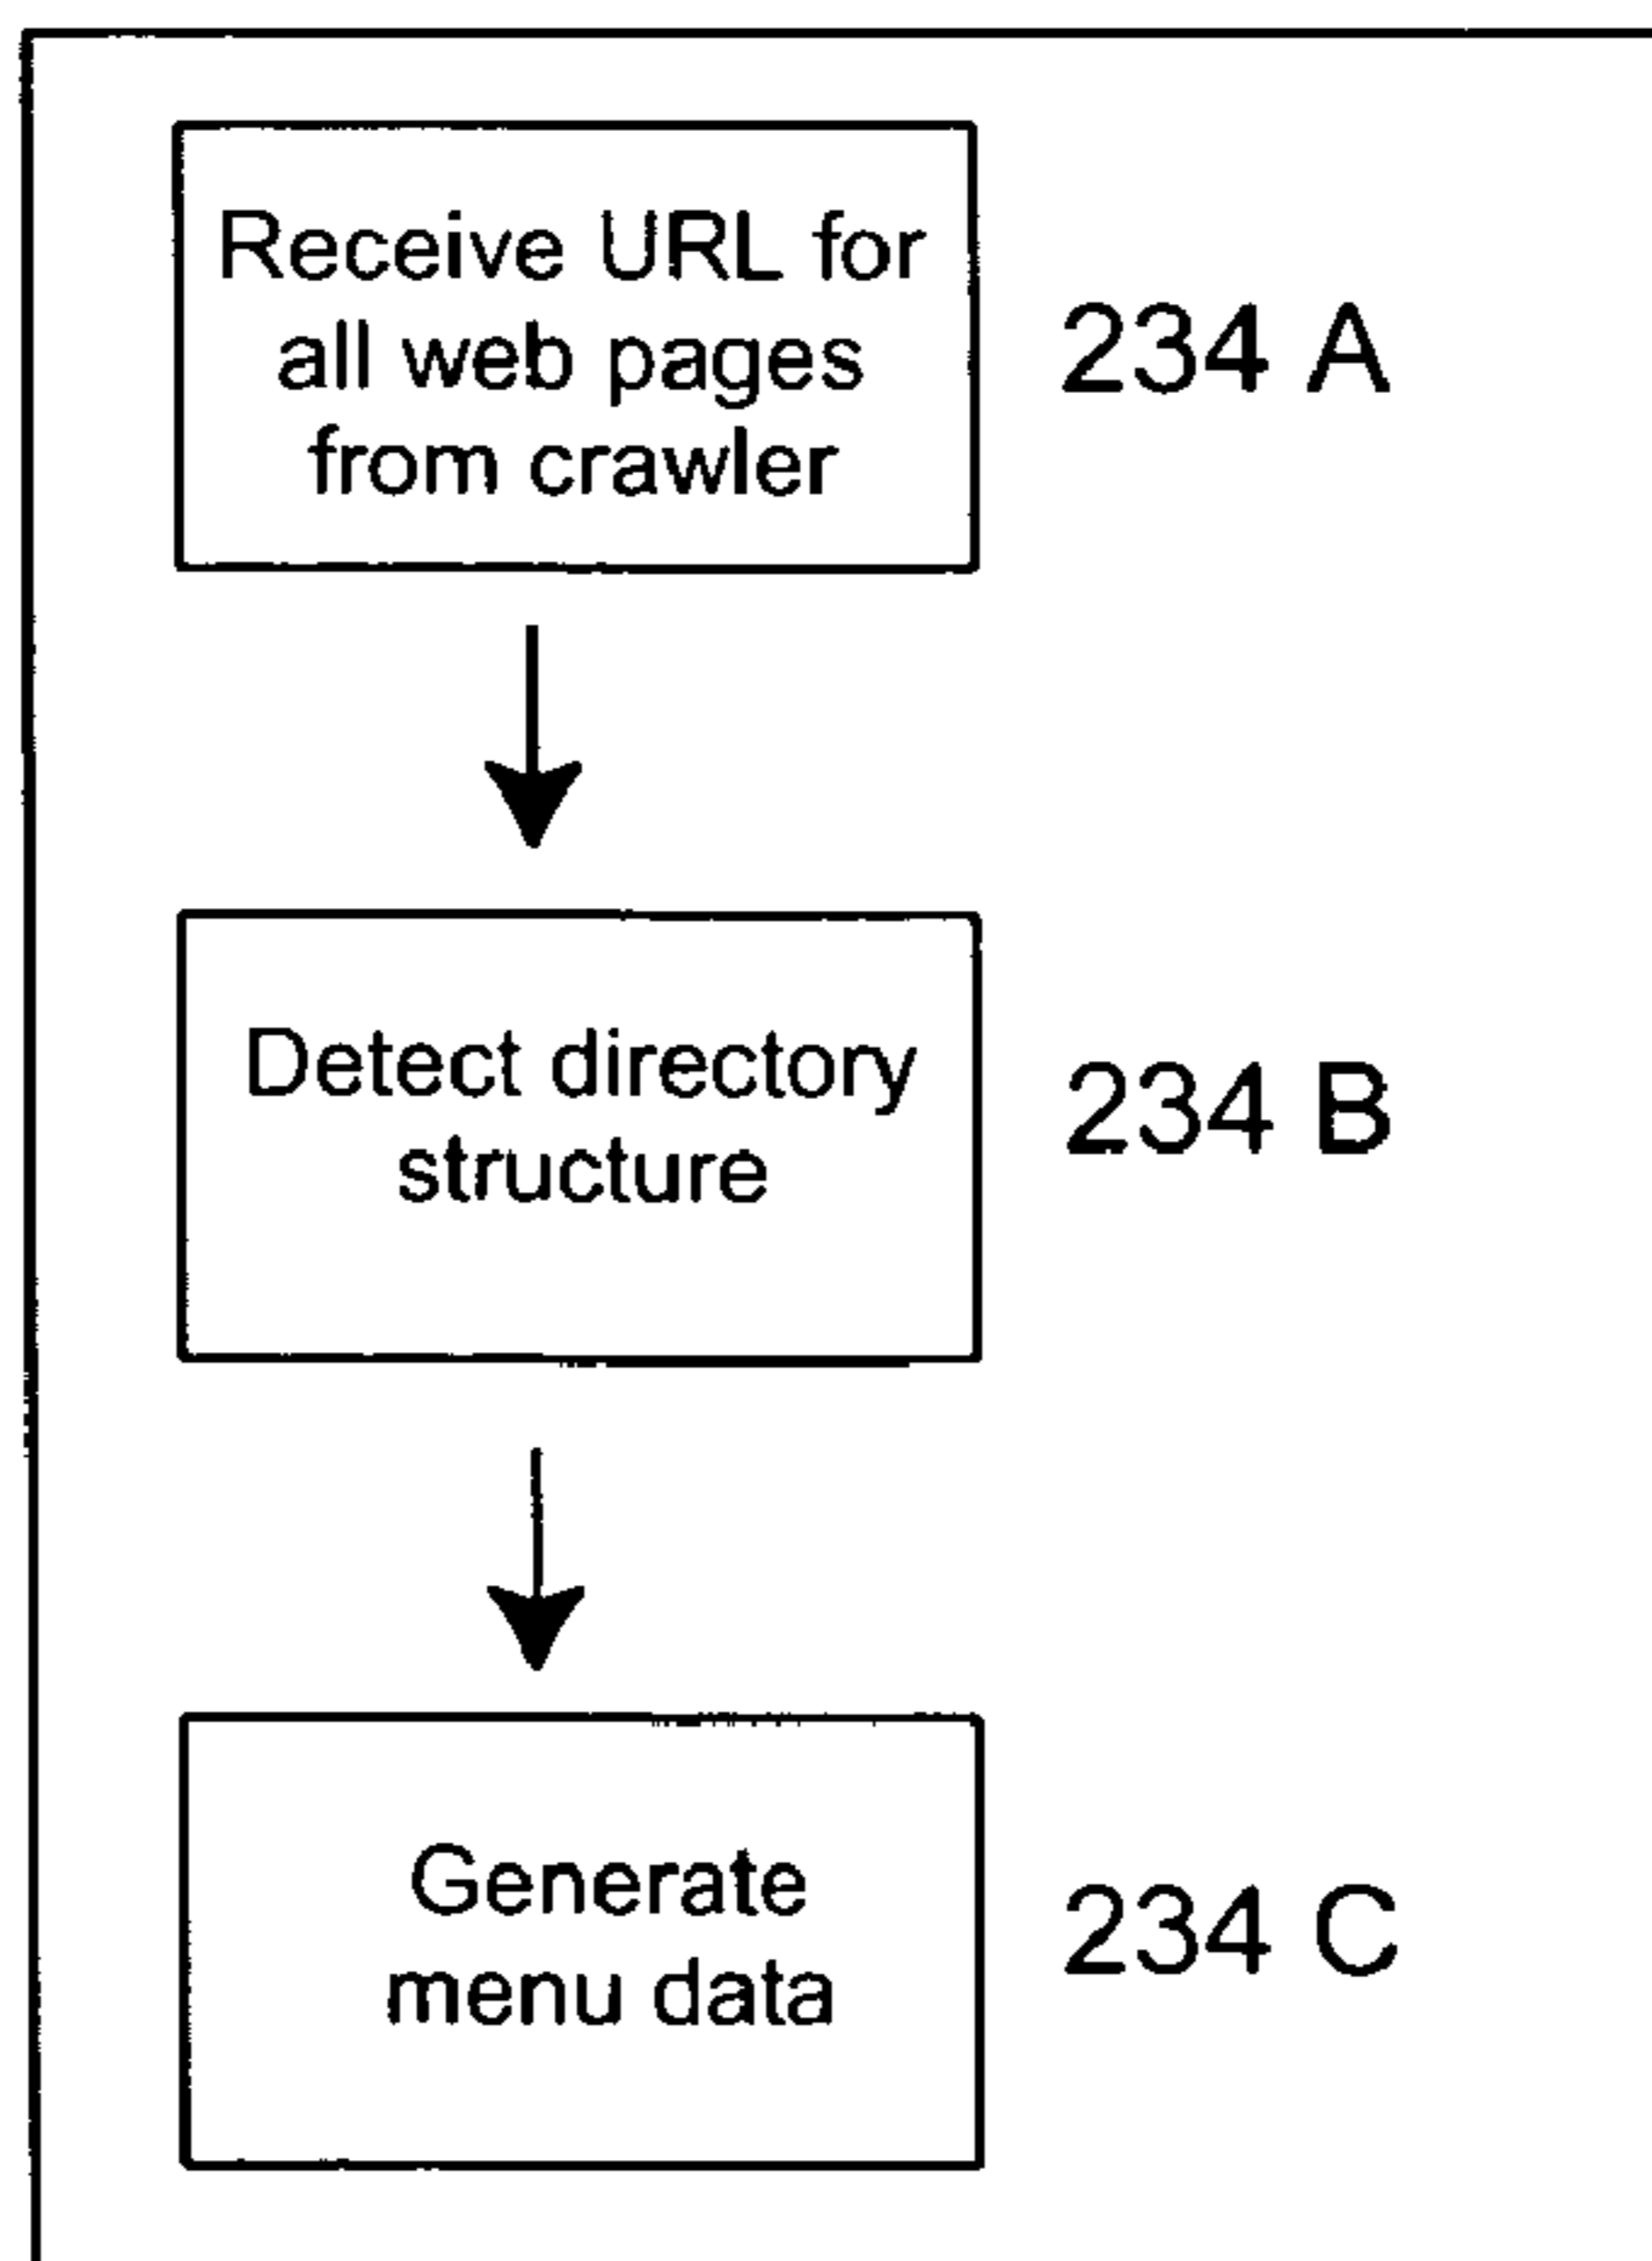 Receive URL for
all web pages
from crawler
234 A
Detect directory
structure
234 B
Generate
menu data
234 C